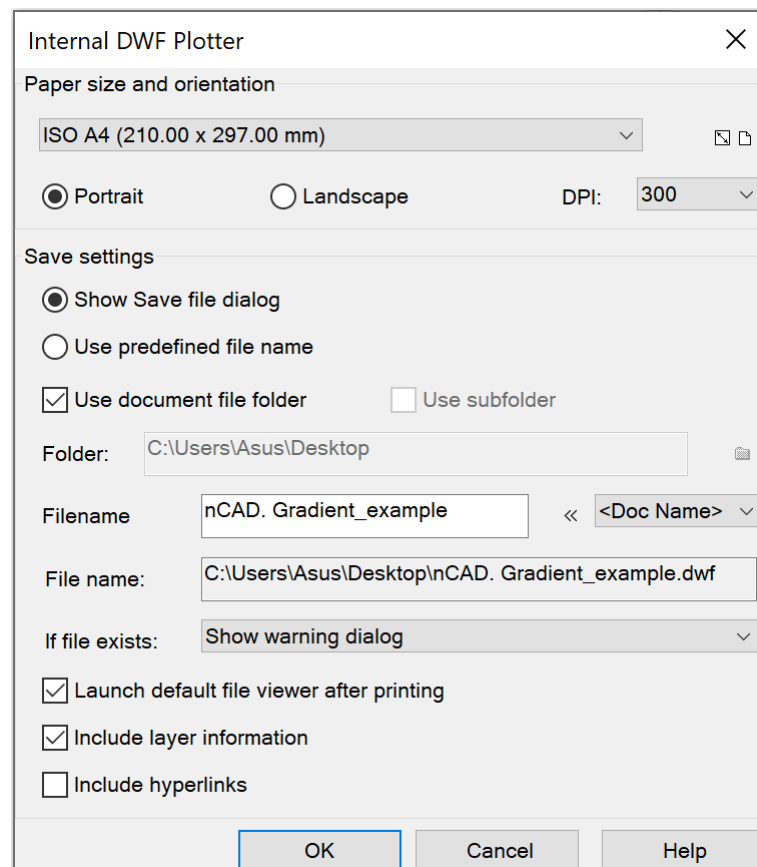 Internal DWF Plotter
Paper size and orientation
ISO A4 (210.00 x 297.00 mm)
Portrait Landscape DPI: 300
Save settings
Show Save file dialog
Use predefined file name
Use document file folder Use subfolder
Folder: C:\Users\Asus\Desktop
Filename nCAD. Gradient_example « <Doc Name>
File name: C:\Users\Asus\Desktop\nCAD. Gradient_example.dwf
If file exists: Show warning dialog
Launch default file viewer after printing
Include layer information
Include hyperlinks
OK Cancel Help